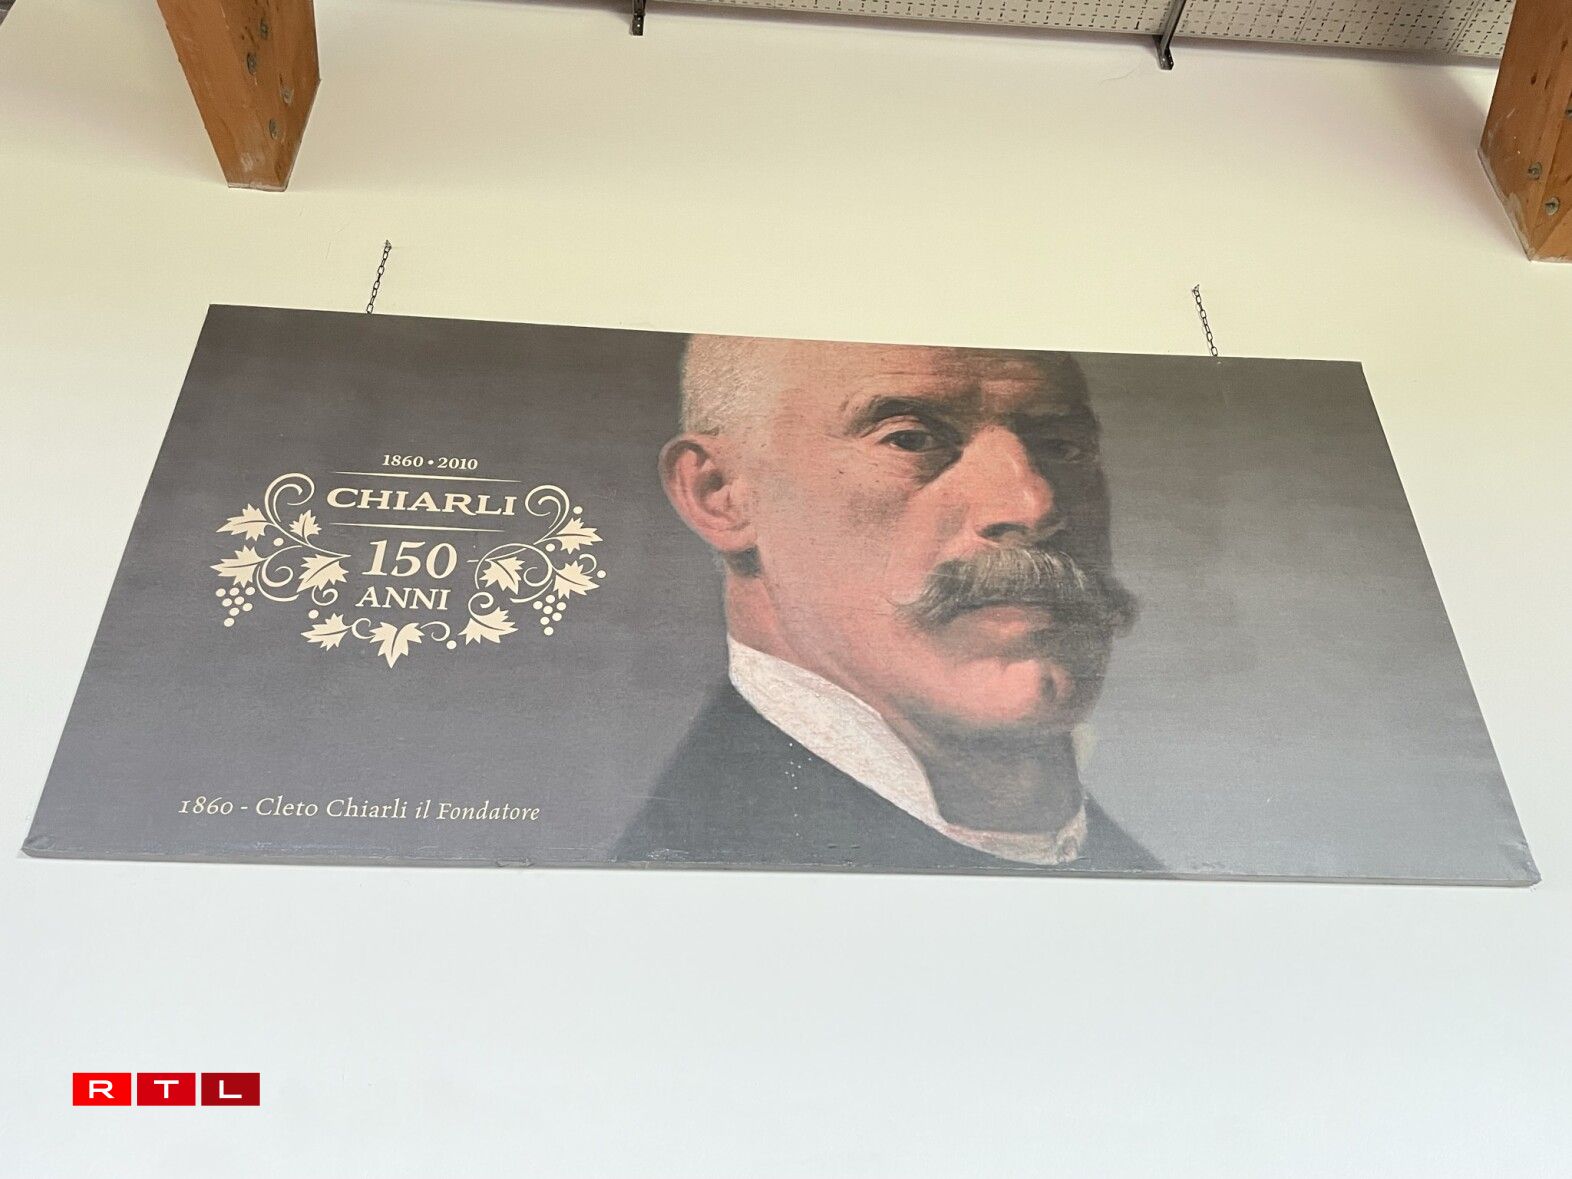 1860 • 2010
CHIARLI
150
ANNI
1860 - Cleto Chiarli il Fondatore
RTL